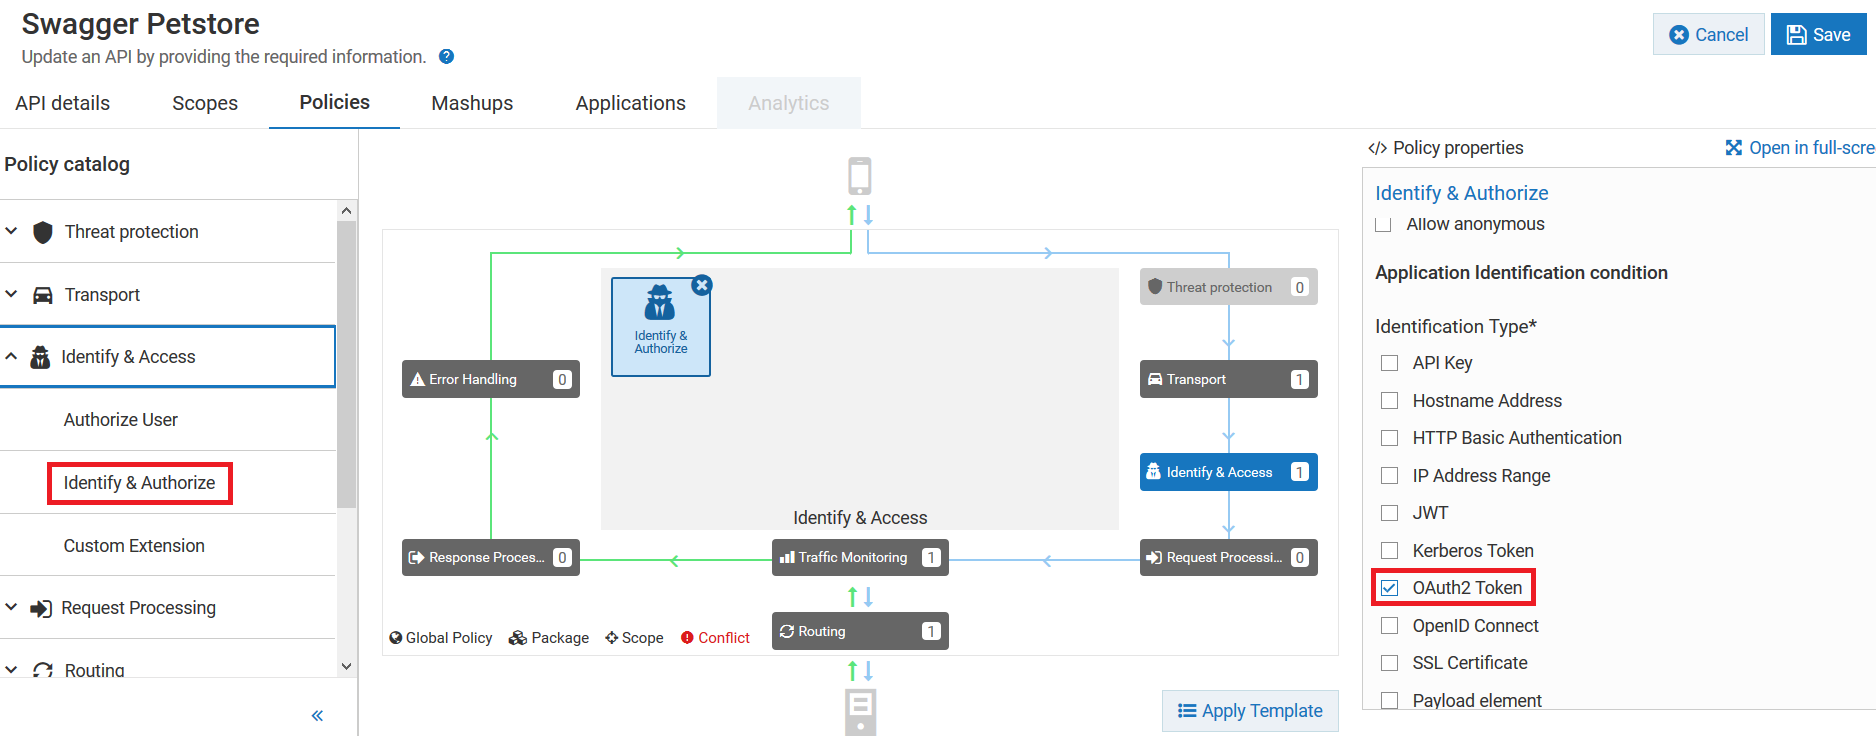 Swagger Petstore
Update an API by providing the required information.
Cancel
Save
API details
Scopes
Policies
Mashups
Applications
Analytics
Policy catalog
Threat protection
Transport
Identify & Access
Authorize User
Identify & Authorize
Custom Extension
Request Processing
Routing
Identify &
Authorize
Identify & Access
Threat protection 0
Transport 1
Identify & Access 1
Request Processi... 0
Traffic Monitoring 1
Response Proces... 0
Error Handling 0
Routing 1
Global Policy
Package
Scope
Conflict
Apply Template
</> Policy properties
Open in full-scre
Identify & Authorize
Allow anonymous
Application Identification condition
Identification Type*
API Key
Hostname Address
HTTP Basic Authentication
IP Address Range
JWT
Kerberos Token
OAuth2 Token
OpenID Connect
SSL Certificate
Payload element